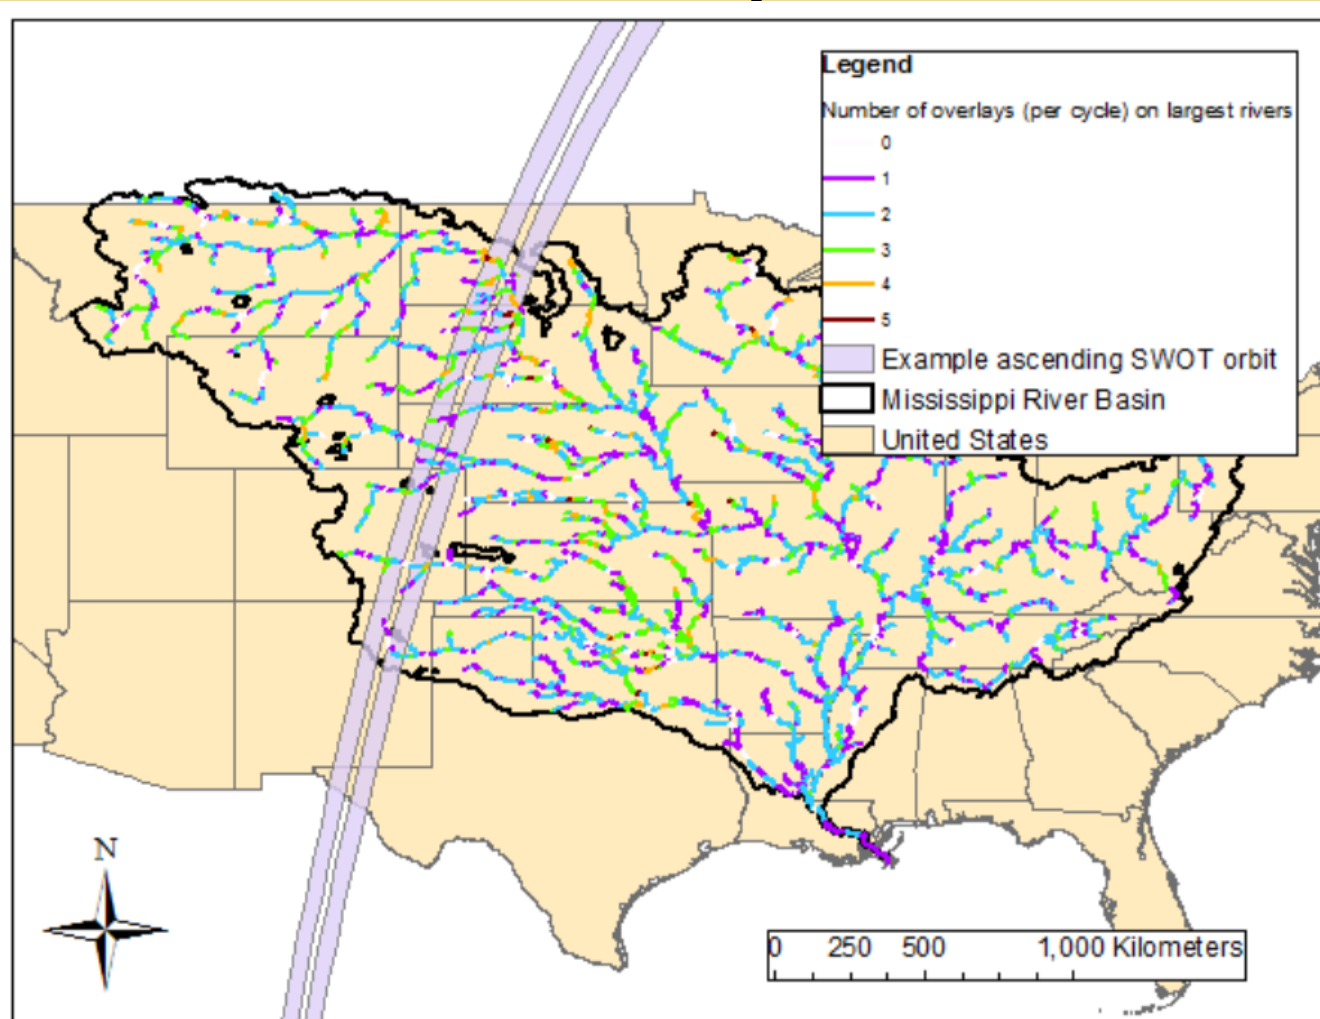 Legend
Number of overlays (per cycle) on largest rivers
0
1
2
3
4
5
Example ascending SWOT orbit
Mississippi River Basin
United States
N
0 250 500 1,000 Kilometers